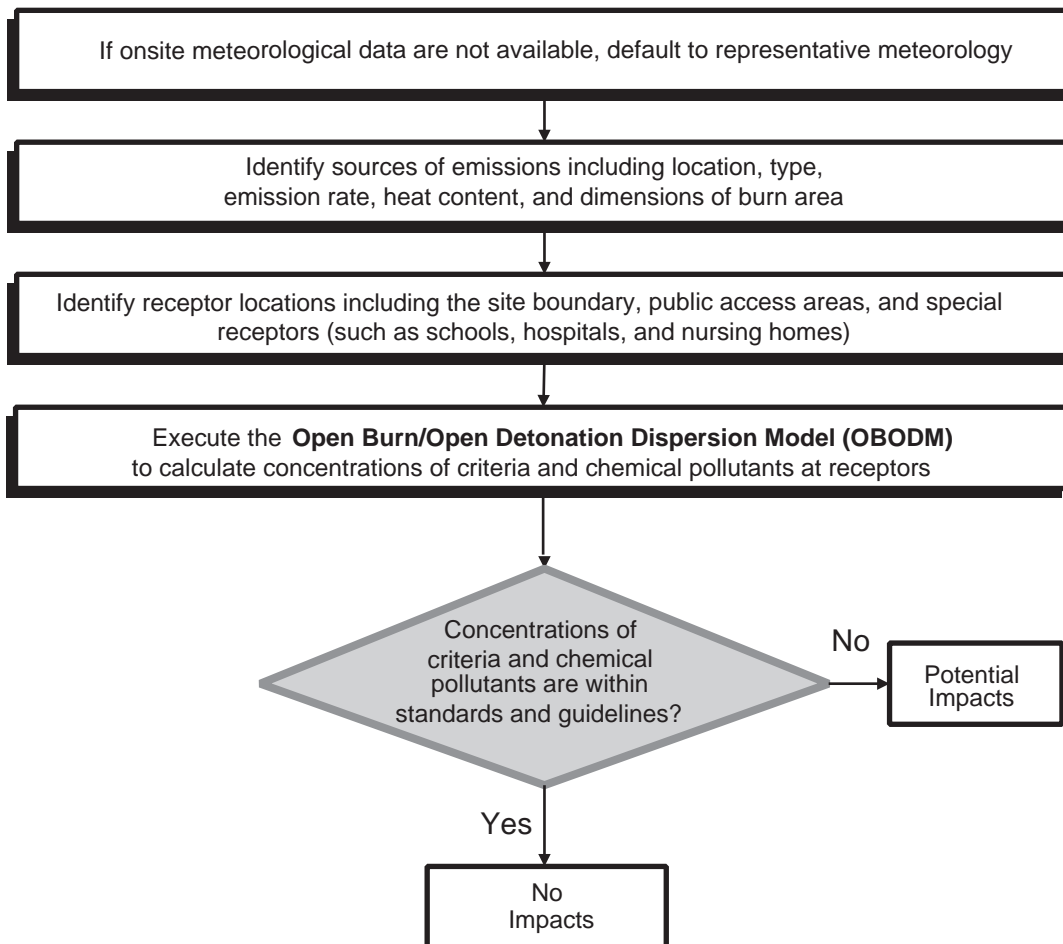 If onsite meteorological data are not available, default to representative meteorology
Identify sources of emissions including location, type,
emission rate, heat content, and dimensions of burn area
Identify receptor locations including the site boundary, public access areas, and special
receptors (such as schools, hospitals, and nursing homes)
Execute the Open Burn/Open Detonation Dispersion Model (OBODM)
to calculate concentrations of criteria and chemical pollutants at receptors
Concentrations of
criteria and chemical
pollutants are within
standards and guidelines?
No
Potential
Impacts
Yes
No
Impacts